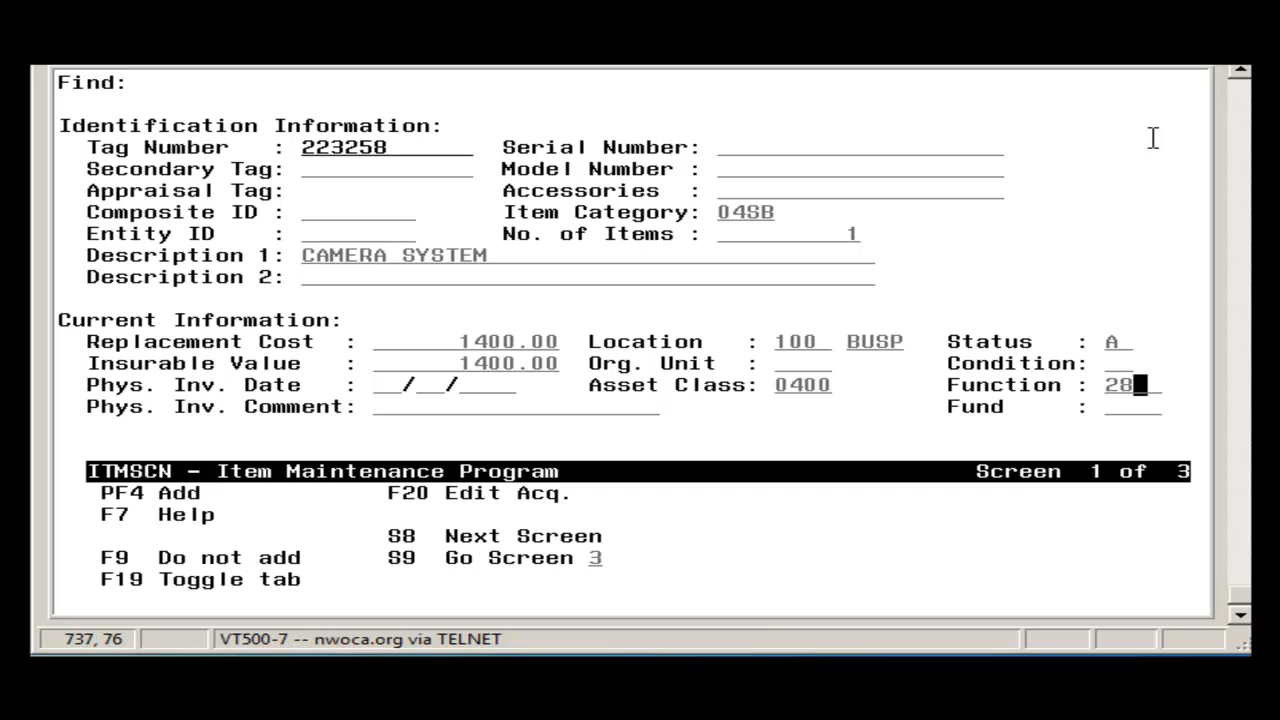 Find:
Identification Information:
Tag Number : 223258 Serial Number:
Secondary Tag: Model Number :
Appraisal Tag: Accessories :
Composite ID : Item Category: 04SB
Entity ID : No. of Items : 1
Description 1: CAMERA SYSTEM
Description 2:
Current Information:
Replacement Cost : 1400.00 Location : 100 BUSP Status : A
Insurable Value : 1400.00 Org. Unit : Condition:
Phys. Inv. Date : __/__/____ Asset Class: 0400 Function : 28
Phys. Inv. Comment: Fund :
ITMSCN – Item Maintenance Program Screen 1 of 3
PF4 Add F20 Edit Acq.
F7 Help
S8 Next Screen
F9 Do not add S9 Go Screen 3
F19 Toggle tab
737, 76 VT500-7 -- nwoca.org via TELNET